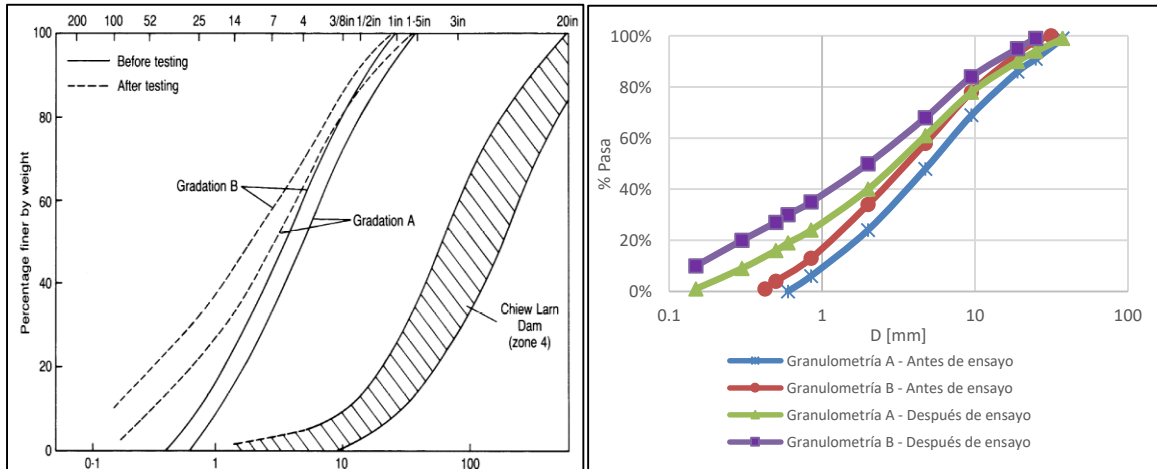 200 100 52 25 14 7 4 3/8in 1/2in 1in 1·5in 3in 20in
100
80
60
40
20
0
Percentage finer by weight
Before testing
After testing
Gradation B
Gradation A
Chiew Larn
Dam
(zone 4)
0·1 1 10 100
100%
80%
60%
40%
20%
0%
% Pasa
0.1 1 10 100
D [mm]
Granulometría A - Antes de ensayo
Granulometría B - Antes de ensayo
Granulometría A - Después de ensayo
Granulometría B - Después de ensayo